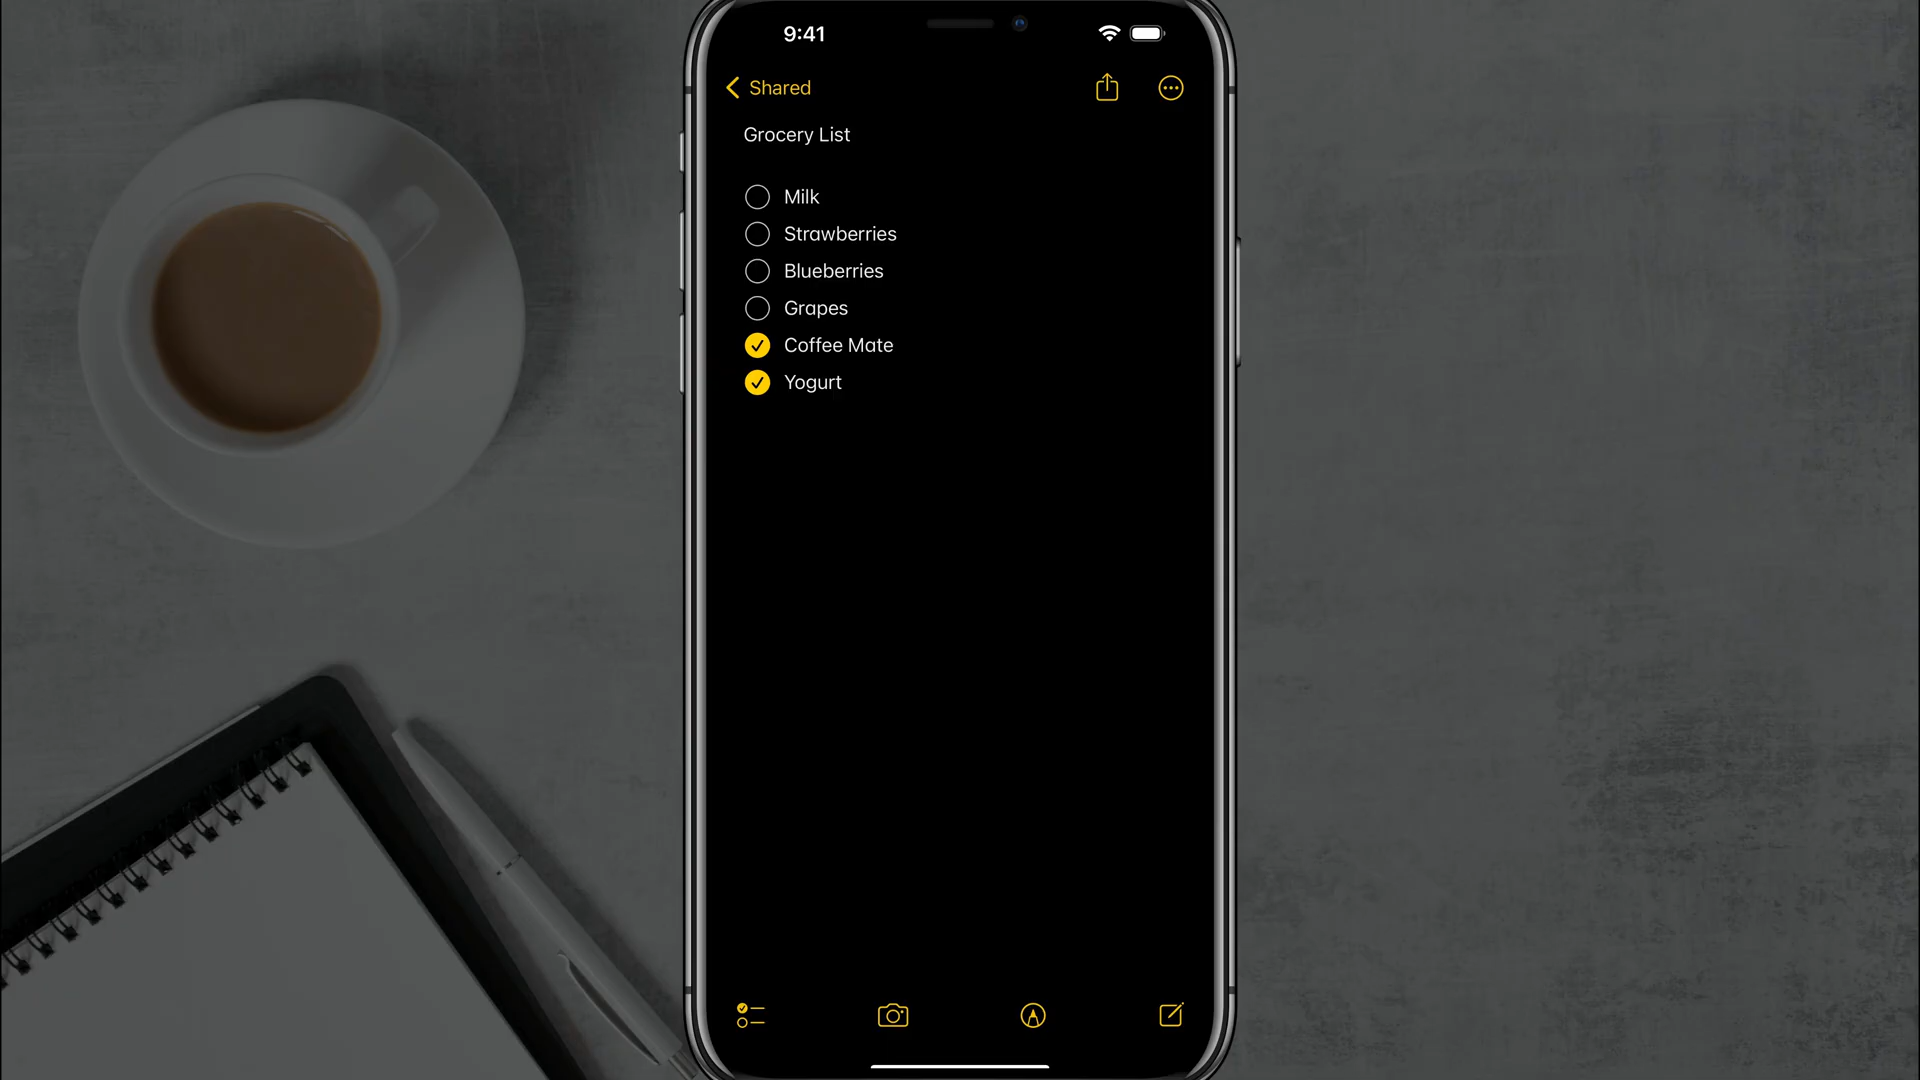 9:41
Shared
Grocery List
Milk
Strawberries
Blueberries
Grapes
Coffee Mate
Yogurt